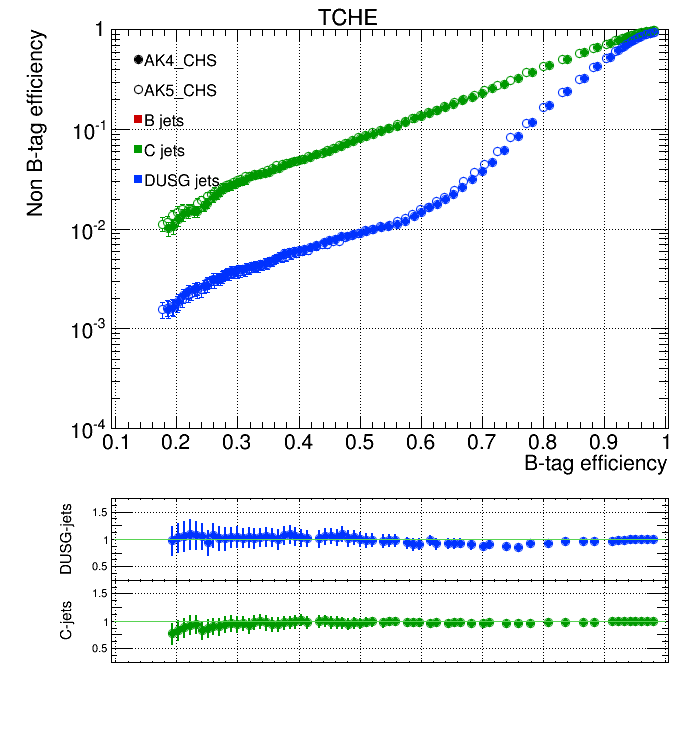 TCHE
Non B-tag efficiency
1
10-1
10-2
10-3
10-4
AK4_CHS
AK5_CHS
B jets
C jets
DUSG jets
0.1 0.2 0.3 0.4 0.5 0.6 0.7 0.8 0.9 1
B-tag efficiency
DUSG-jets
1.5
1
0.5
C-jets
1.5
1
0.5